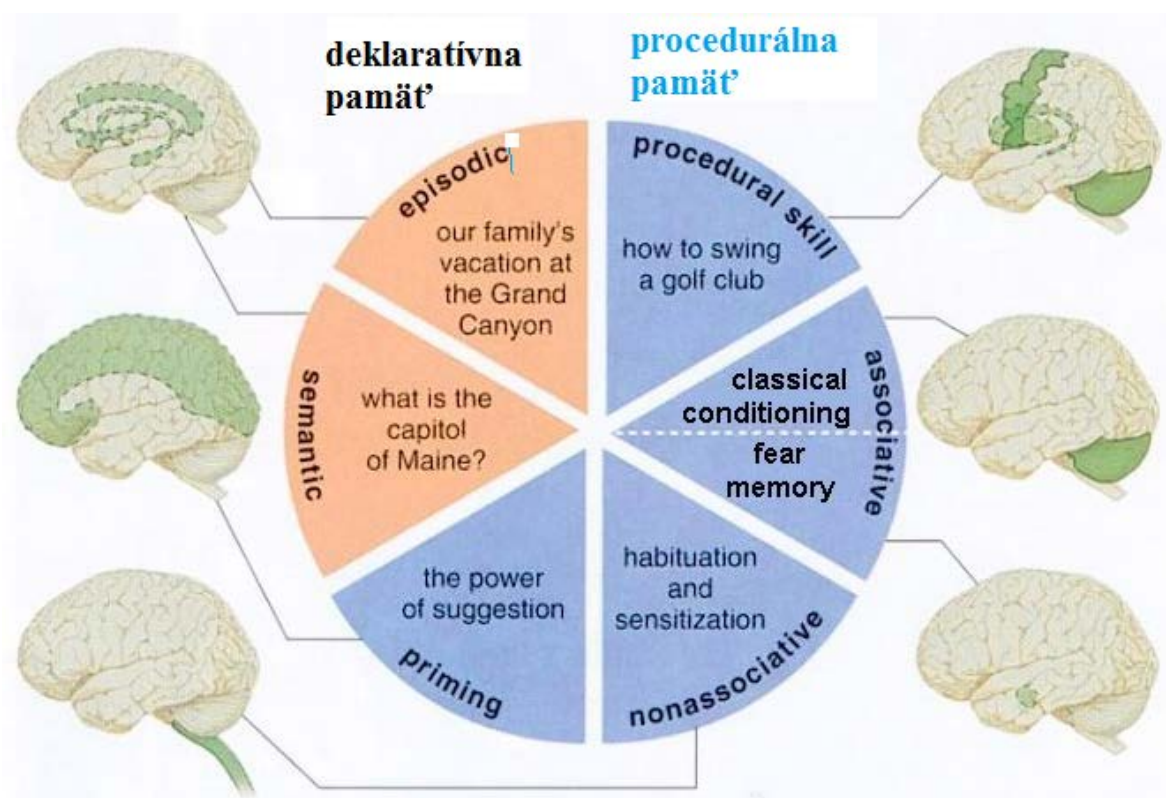 deklaratívna
pamäť
procedurálna
pamäť
episodic
our family's
vacation at
the Grand
Canyon
procedural skill
how to swing
a golf club
semantic
what is the
capitol
of Maine?
associative
classical
conditioning
fear
memory
priming
the power
of suggestion
nonassociative
habituation
and
sensitization